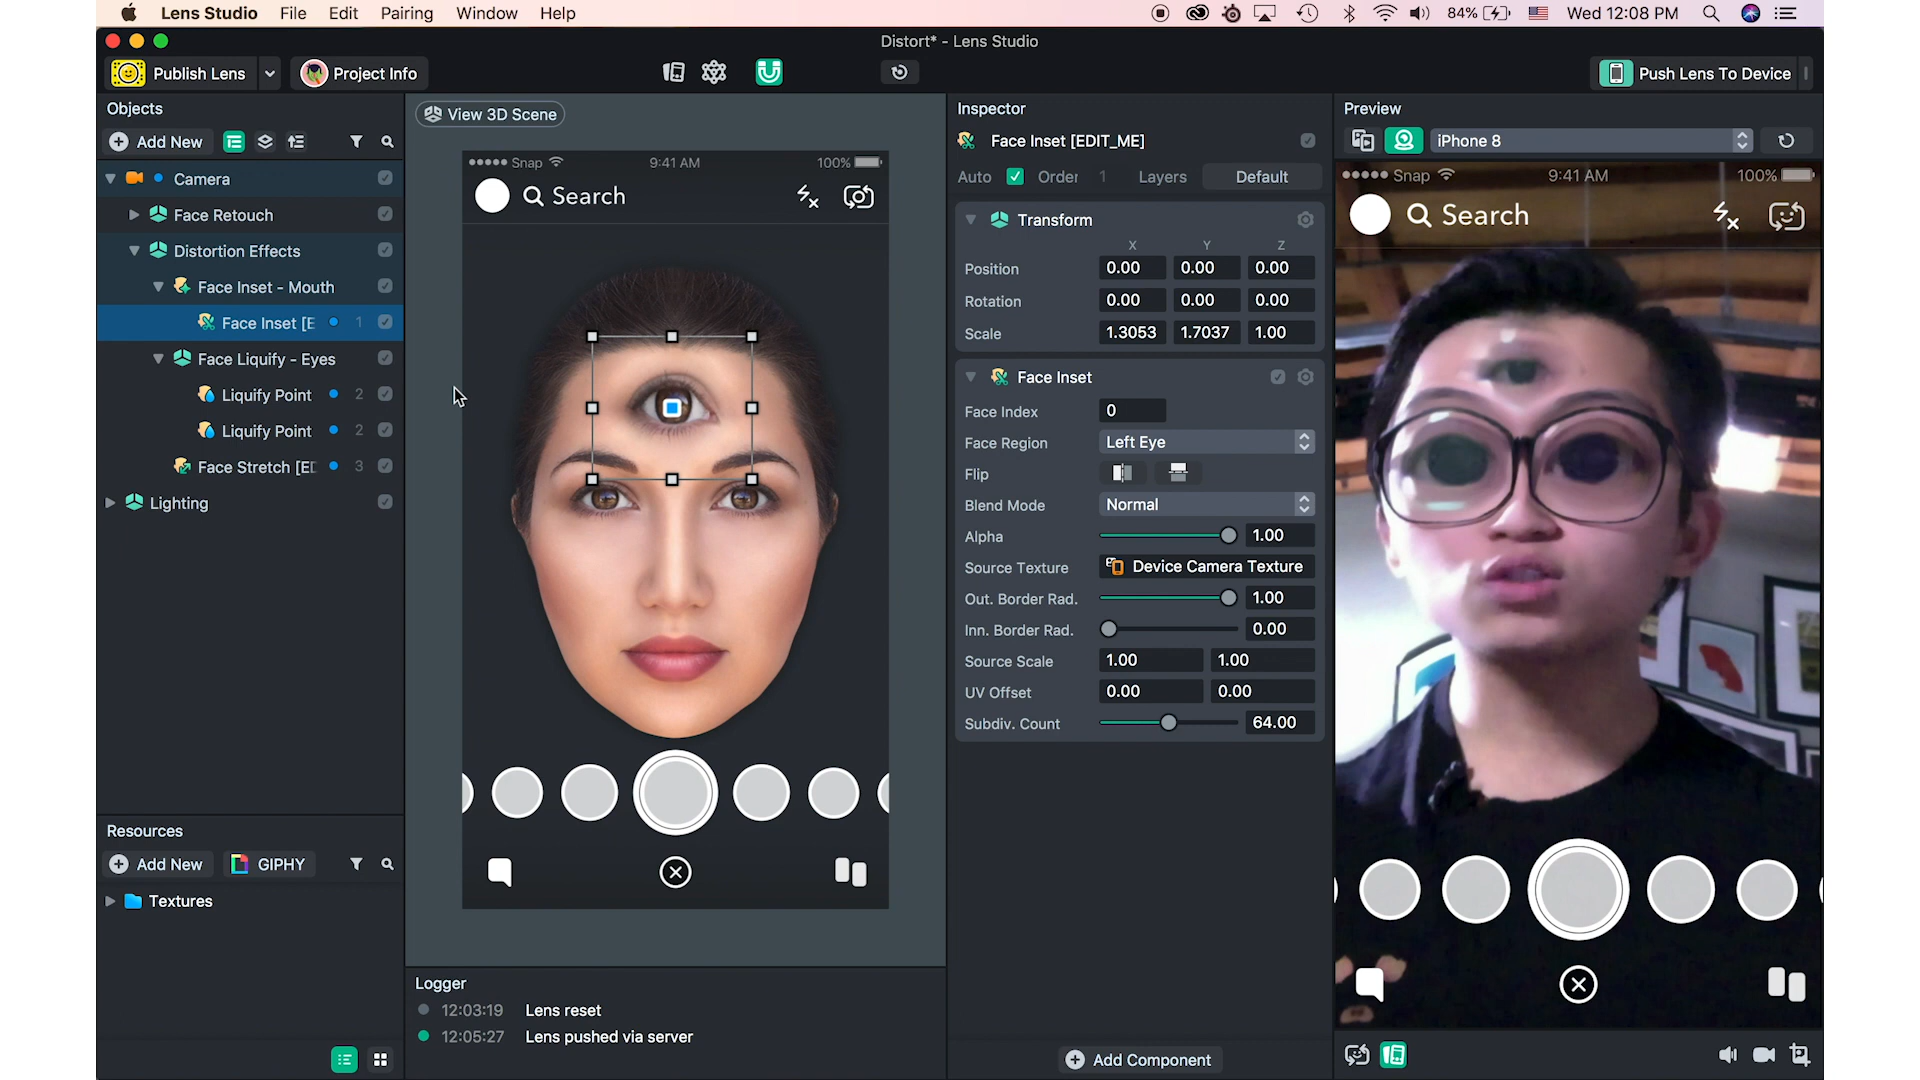 Lens Studio File Edit Pairing Window Help 84% Wed 12:08 PM
Distort* - Lens Studio
Publish Lens Project Info Push Lens To Device
Objects
Add New
Camera
Face Retouch
Distortion Effects
Face Inset - Mouth
Face Inset [E 1
Face Liquify - Eyes
Liquify Point 2
Liquify Point 2
Face Stretch [ED 3
Lighting
Resources
Add New GIPHY
Textures
View 3D Scene
Snap 9:41 AM 100%
Search
Logger
12:03:19 Lens reset
12:05:27 Lens pushed via server
Inspector
Face Inset [EDIT_ME]
Auto Order 1 Layers Default
Transform
X Y Z
Position 0.00 0.00 0.00
Rotation 0.00 0.00 0.00
Scale 1.3053 1.7037 1.00
Face Inset
Face Index 0
Face Region Left Eye
Flip
Blend Mode Normal
Alpha 1.00
Source Texture Device Camera Texture
Out. Border Rad. 1.00
Inn. Border Rad. 0.00
Source Scale 1.00 1.00
UV Offset 0.00 0.00
Subdiv. Count 64.00
Add Component
Preview
iPhone 8
Snap 9:41 AM 100%
Search